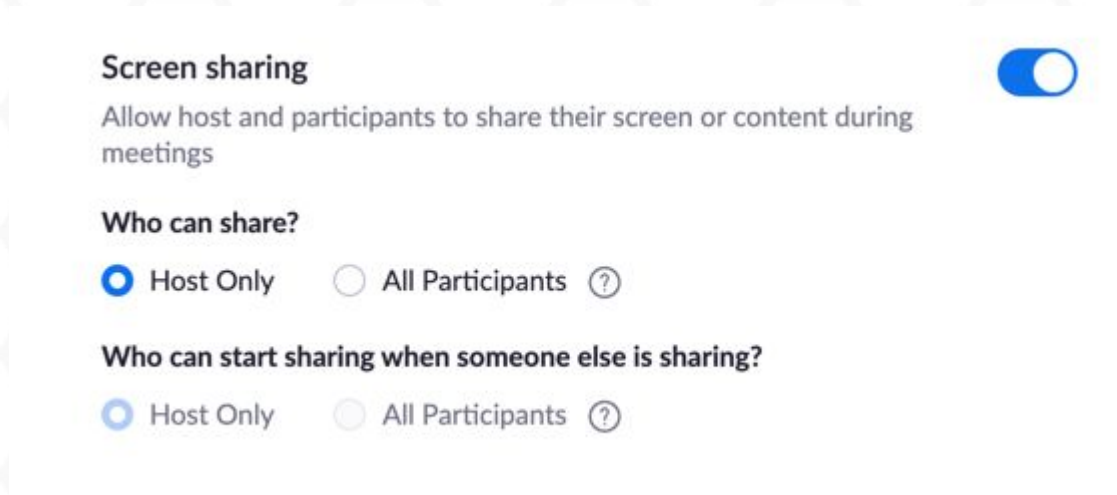 Screen sharing
Allow host and participants to share their screen or content during
meetings
Who can share?
Host Only All Participants ?
Who can start sharing when someone else is sharing?
Host Only All Participants ?